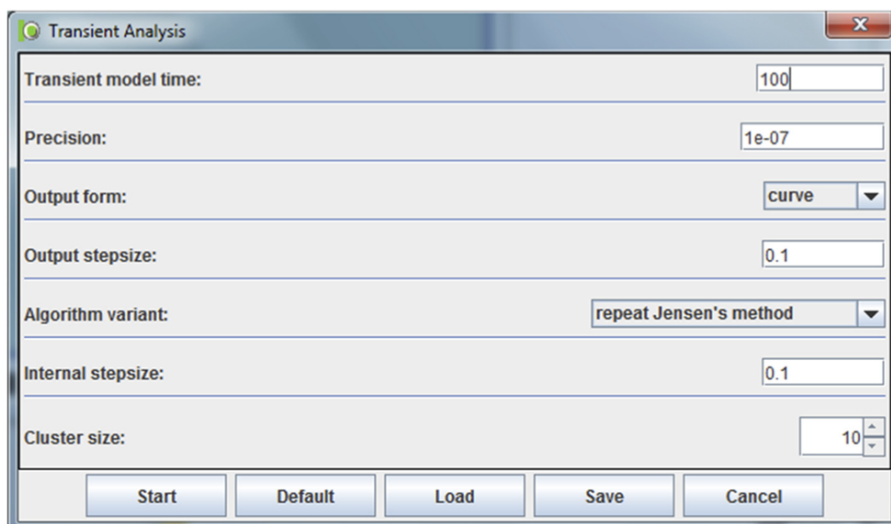 Transient Analysis
Transient model time: 100
Precision: 1e-07
Output form: curve
Output stepsize: 0.1
Algorithm variant: repeat Jensen's method
Internal stepsize: 0.1
Cluster size: 10
Start Default Load Save Cancel